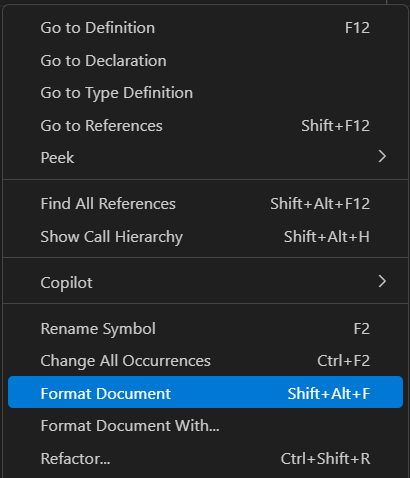 Go to Definition F12
Go to Declaration
Go to Type Definition
Go to References Shift+F12
Peek
Find All References Shift+Alt+F12
Show Call Hierarchy Shift+Alt+H
Copilot
Rename Symbol F2
Change All Occurrences Ctrl+F2
Format Document Shift+Alt+F
Format Document With...
Refactor... Ctrl+Shift+R